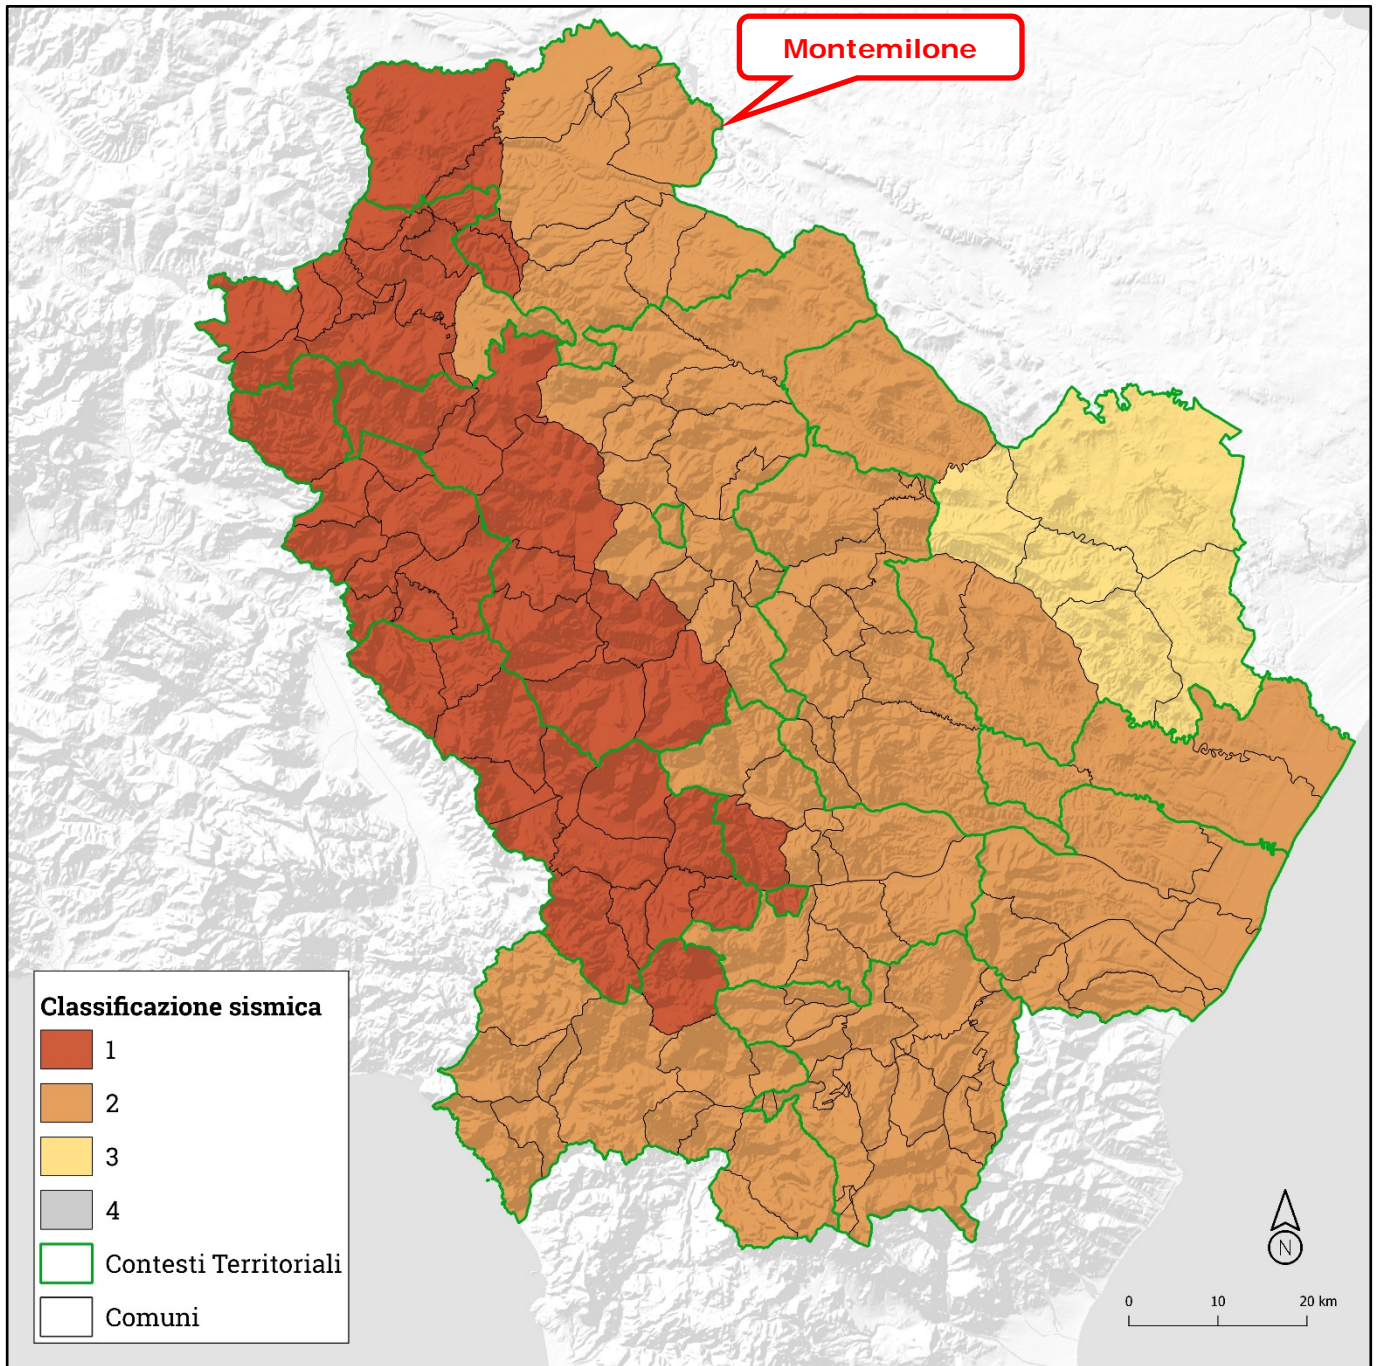 Montemilone
Classificazione sismica
1
2
3
4
Contesti Territoriali
Comuni
N
0 10 20 km